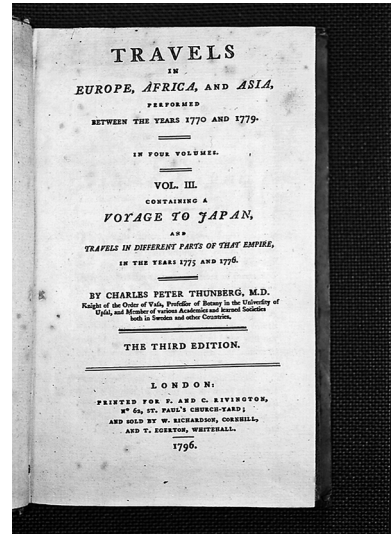 TRAVELS
IN
EUROPE, AFRICA, AND ASIA,
PERFORMED
BETWEEN THE YEARS 1770 AND 1779.
IN FOUR VOLUMES.
VOL. III.
CONTAINING A
VOYAGE TO JAPAN,
AND
TRAVELS IN DIFFERENT PARTS OF THAT EMPIRE,
IN THE YEARS 1775 AND 1776.
BY CHARLES PETER THUNBERG, M.D.
Knight of the Order of Vaſa, Profeſſor of Botany in the Univerſity of
Upſal, and Member of various Academies and learned Societies
both in Sweden and other Countries.
THE THIRD EDITION.
LONDON:
PRINTED FOR F. AND C. RIVINGTON,
Nº 62, ST. PAUL'S CHURCH-YARD;
AND SOLD BY W. RICHARDSON, CORNHILL,
AND T. EGERTON, WHITEHALL.
1796.